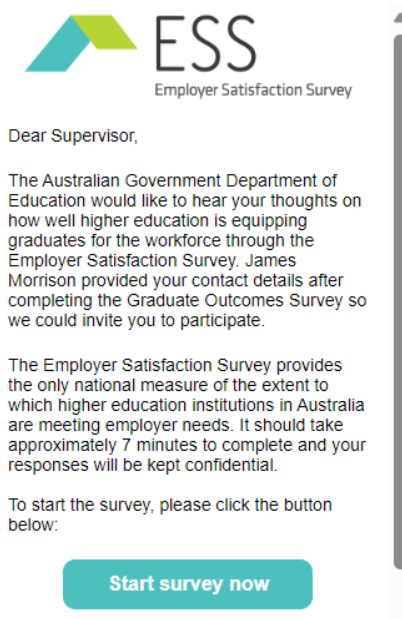 ESS
Employer Satisfaction Survey
Dear Supervisor,
The Australian Government Department of
Education would like to hear your thoughts on
how well higher education is equipping
graduates for the workforce through the
Employer Satisfaction Survey. James
Morrison provided your contact details after
completing the Graduate Outcomes Survey so
we could invite you to participate.
The Employer Satisfaction Survey provides
the only national measure of the extent to
which higher education institutions in Australia
are meeting employer needs. It should take
approximately 7 minutes to complete and your
responses will be kept confidential.
To start the survey, please click the button
below:
Start survey now